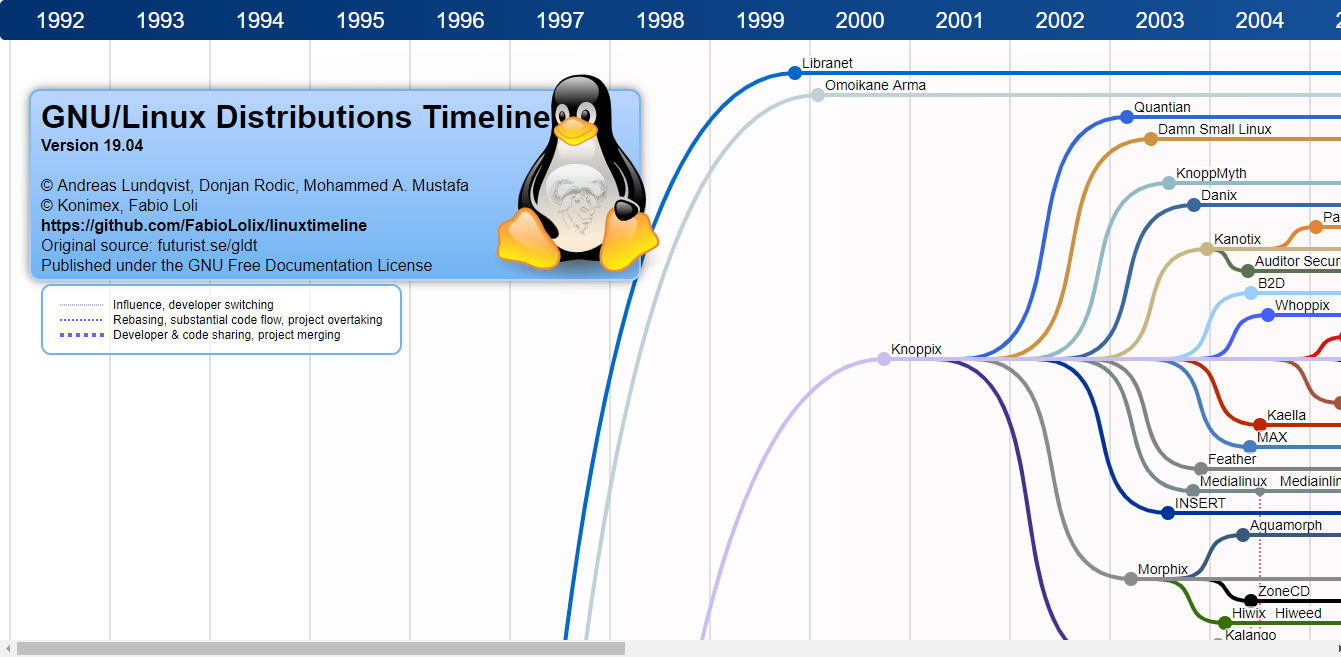 1992 1993 1994 1995 1996 1997 1998 1999 2000 2001 2002 2003 2004
Libranet
Omoikane Arma
GNU/Linux Distributions Timeline
Version 19.04
© Andreas Lundqvist, Donjan Rodic, Mohammed A. Mustafa
© Konimex, Fabio Loli
https://github.com/FabioLolix/linuxtimeline
Original source: futurist.se/gldt
Published under the GNU Free Documentation License
Influence, developer switching
Rebasing, substantial code flow, project overtaking
Developer & code sharing, project merging
Quantian
Damn Small Linux
KnoppMyth
Danix
Pa
Kanotix
Auditor Secur
B2D
Whoppix
Knoppix
Kaella
MAX
Feather
Medialinux Mediainlin
INSERT
Aquamorph
Morphix
ZoneCD
Hiwix Hiweed
Kalango